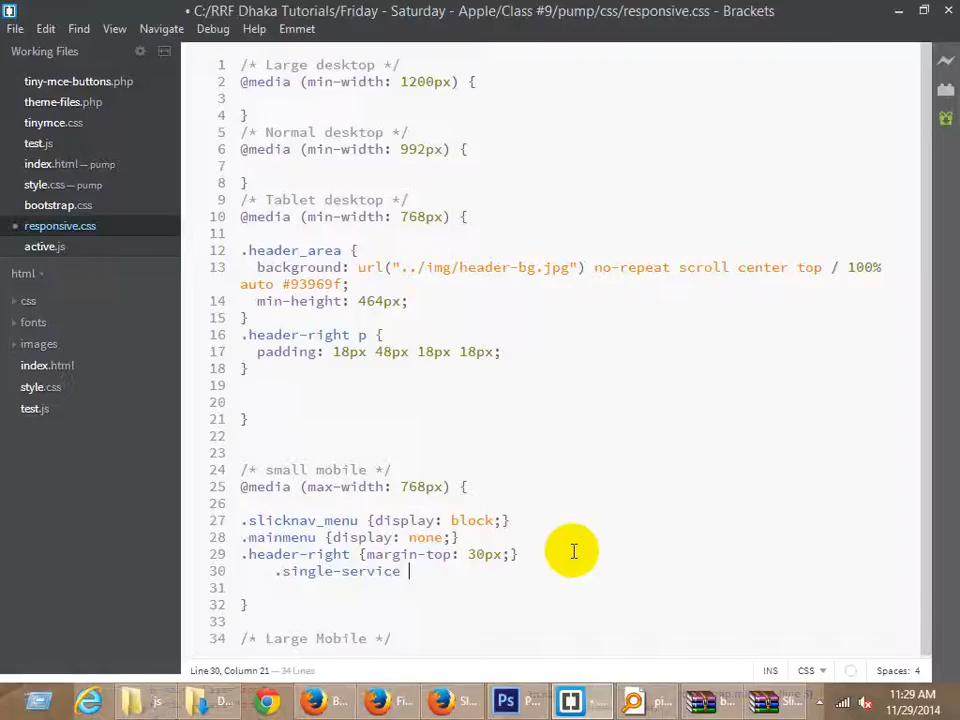 • C:/RRF Dhaka Tutorials/Friday - Saturday - Apple/Class #9/pump/css/responsive.css - Brackets
File Edit Find View Navigate Debug Help Emmet
Working Files
tiny-mce-buttons.php
theme-files.php
tinymce.css
test.js
index.html — pump
style.css — pump
bootstrap.css
responsive.css
active.js
html
css
fonts
images
index.html
style.css
test.js
1 /* Large desktop */
2 @media (min-width: 1200px) {
3
4 }
5 /* Normal desktop */
6 @media (min-width: 992px) {
7
8 }
9 /* Tablet desktop */
10 @media (min-width: 768px) {
11
12 .header_area {
13 background: url("../img/header-bg.jpg") no-repeat scroll center top / 100%
auto #93969f;
14 min-height: 464px;
15 }
16 .header-right p {
17 padding: 18px 48px 18px 18px;
18 }
19
20
21 }
22
23
24 /* small mobile */
25 @media (max-width: 768px) {
26
27 .slicknav_menu {display: block;}
28 .mainmenu {display: none;}
29 .header-right {margin-top: 30px;}
30 .single-service
31
32 }
33
34 /* Large Mobile */
Line 30, Column 21 — 34 Lines
INS CSS Spaces: 4
js
D...
B...
Fi...
Sl...
Ps P...
pi...
b...
Sli...
11:29 AM
11/29/2014